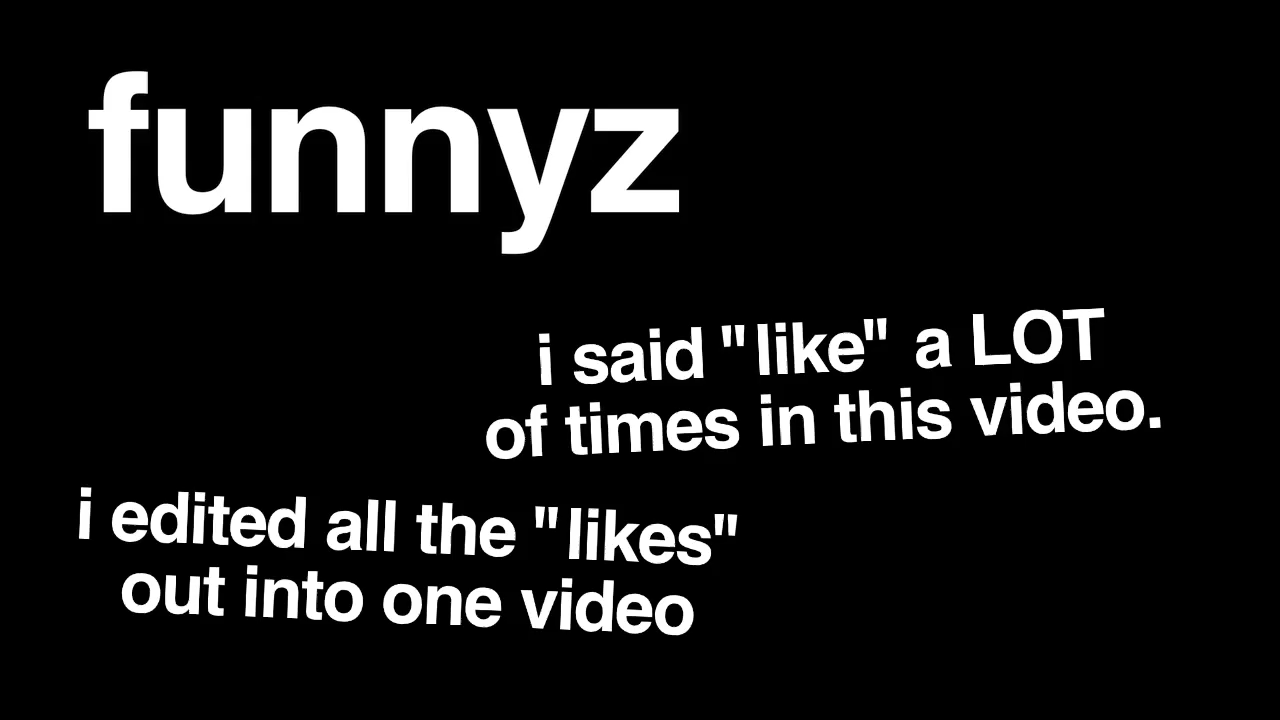 funnyz
i said "like" a LOT
of times in this video.
i edited all the "likes"
out into one video